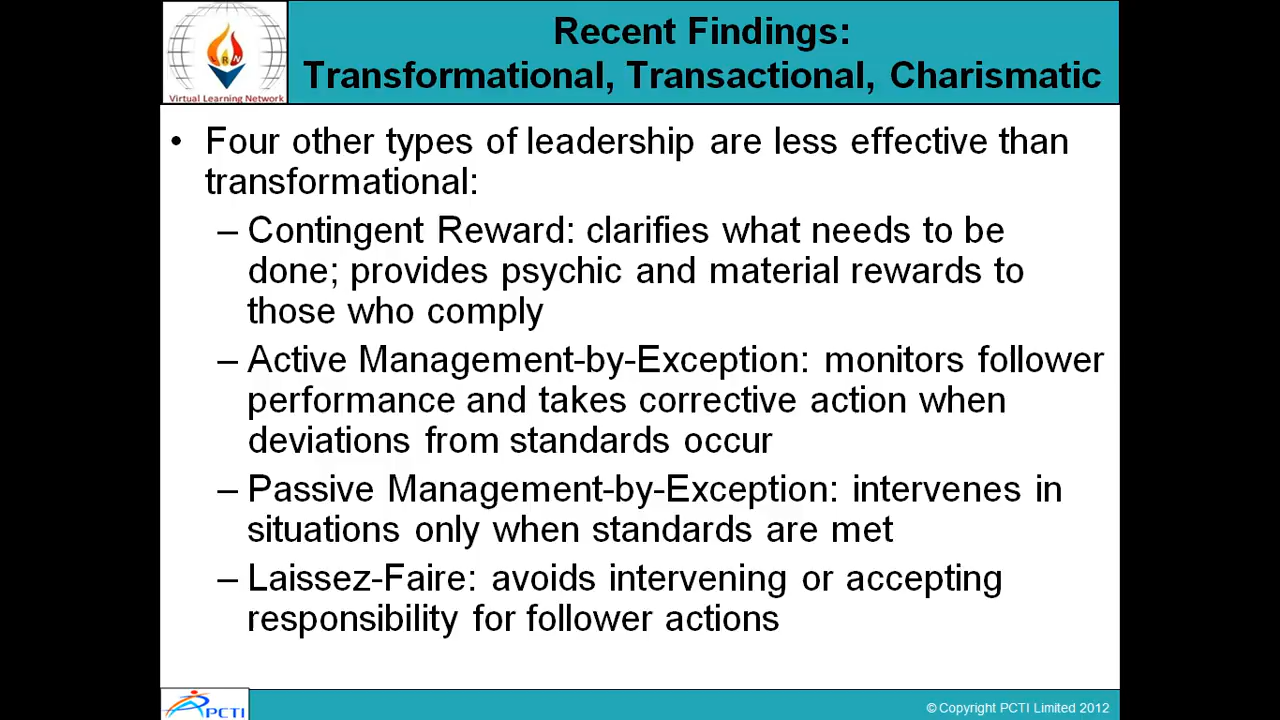 Recent Findings:
Transformational, Transactional, Charismatic
LRN
Virtual Learning Network
• Four other types of leadership are less effective than
transformational:
– Contingent Reward: clarifies what needs to be
done; provides psychic and material rewards to
those who comply
– Active Management-by-Exception: monitors follower
performance and takes corrective action when
deviations from standards occur
– Passive Management-by-Exception: intervenes in
situations only when standards are met
– Laissez-Faire: avoids intervening or accepting
responsibility for follower actions
PCTI
© Copyright PCTI Limited 2012